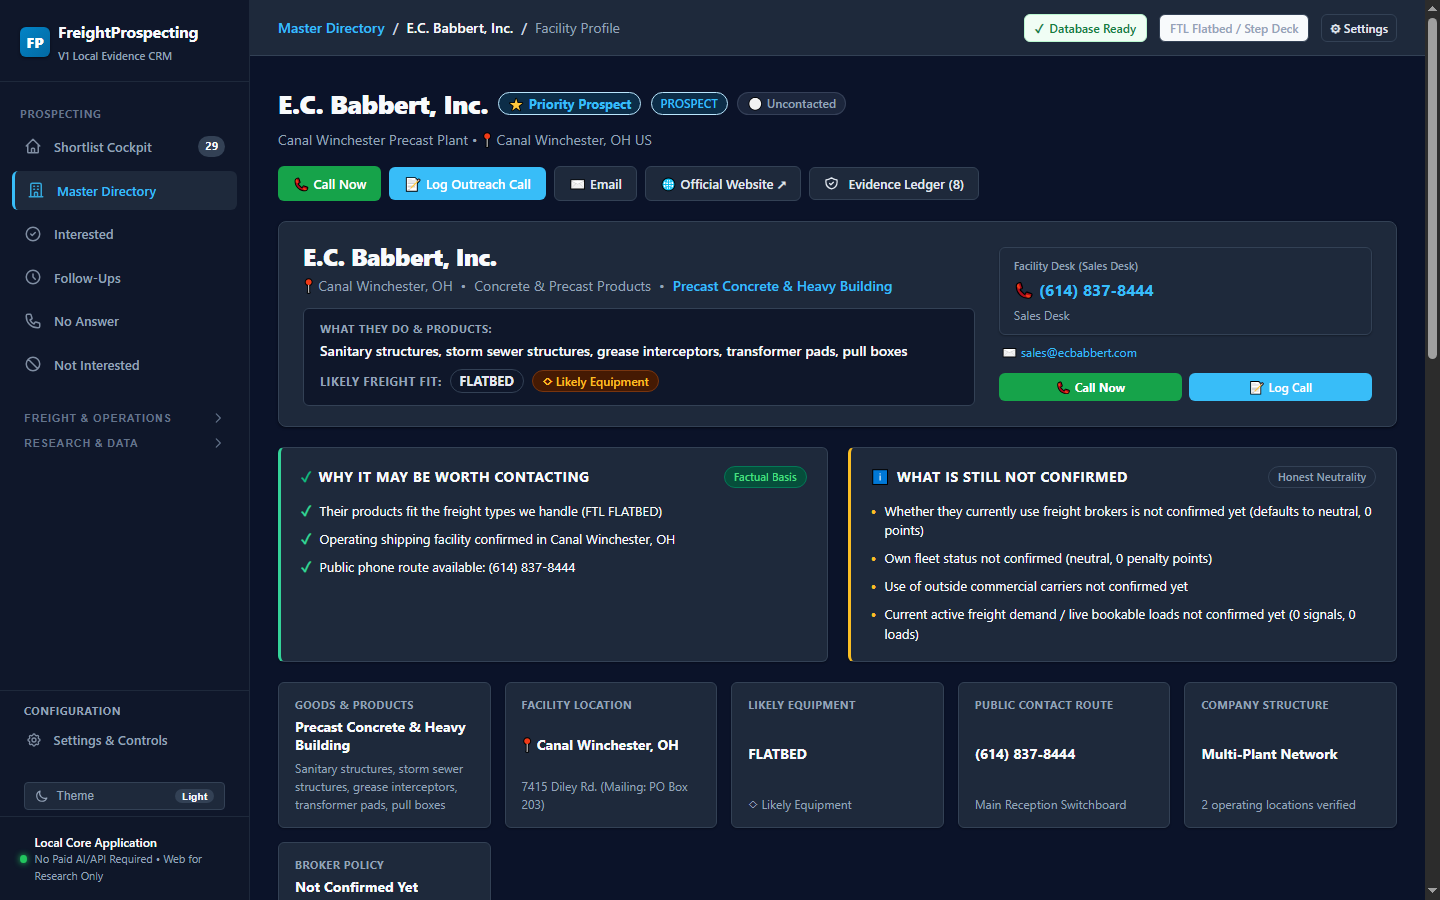 FP
FreightProspecting
V1 Local Evidence CRM
PROSPECTING
Shortlist Cockpit 29
Master Directory
Interested
Follow-Ups
No Answer
Not Interested
FREIGHT & OPERATIONS
RESEARCH & DATA
CONFIGURATION
Settings & Controls
Theme Light
Local Core Application
No Paid AI/API Required • Web for
Research Only
Master Directory / E.C. Babbert, Inc. / Facility Profile
✓ Database Ready
FTL Flatbed / Step Deck
⚙ Settings
E.C. Babbert, Inc. ⭐ Priority Prospect PROSPECT Uncontacted
Canal Winchester Precast Plant • 📍 Canal Winchester, OH US
📞 Call Now
📝 Log Outreach Call
✉️ Email
🌐 Official Website ↗
Evidence Ledger (8)
E.C. Babbert, Inc.
📍 Canal Winchester, OH • Concrete & Precast Products • Precast Concrete & Heavy Building
WHAT THEY DO & PRODUCTS:
Sanitary structures, storm sewer structures, grease interceptors, transformer pads, pull boxes
LIKELY FREIGHT FIT: FLATBED ◇ Likely Equipment
Facility Desk (Sales Desk)
📞 (614) 837-8444
Sales Desk
✉️ sales@ecbabbert.com
📞 Call Now
📝 Log Call
✓ WHY IT MAY BE WORTH CONTACTING Factual Basis
✓ Their products fit the freight types we handle (FTL FLATBED)
✓ Operating shipping facility confirmed in Canal Winchester, OH
✓ Public phone route available: (614) 837-8444
ℹ️ WHAT IS STILL NOT CONFIRMED Honest Neutrality
• Whether they currently use freight brokers is not confirmed yet (defaults to neutral, 0
points)
• Own fleet status not confirmed (neutral, 0 penalty points)
• Use of outside commercial carriers not confirmed yet
• Current active freight demand / live bookable loads not confirmed yet (0 signals, 0
loads)
GOODS & PRODUCTS
Precast Concrete & Heavy
Building
Sanitary structures, storm sewer
structures, grease interceptors,
transformer pads, pull boxes
FACILITY LOCATION
📍 Canal Winchester, OH
7415 Diley Rd. (Mailing: PO Box
203)
LIKELY EQUIPMENT
FLATBED
◇ Likely Equipment
PUBLIC CONTACT ROUTE
(614) 837-8444
Main Reception Switchboard
COMPANY STRUCTURE
Multi-Plant Network
2 operating locations verified
BROKER POLICY
Not Confirmed Yet